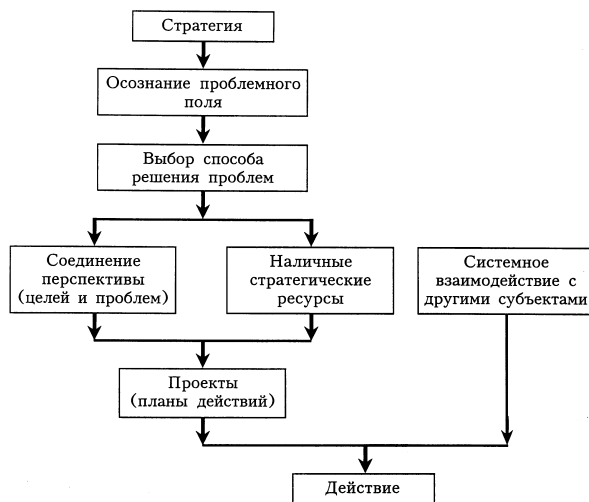 Стратегия
Осознание проблемного
поля
Выбор способа
решения проблем
Соединение
перспективы
(целей и проблем)
Наличные
стратегические
ресурсы
Системное
взаимодействие с
другими субъектами
Проекты
(планы действий)
Действие